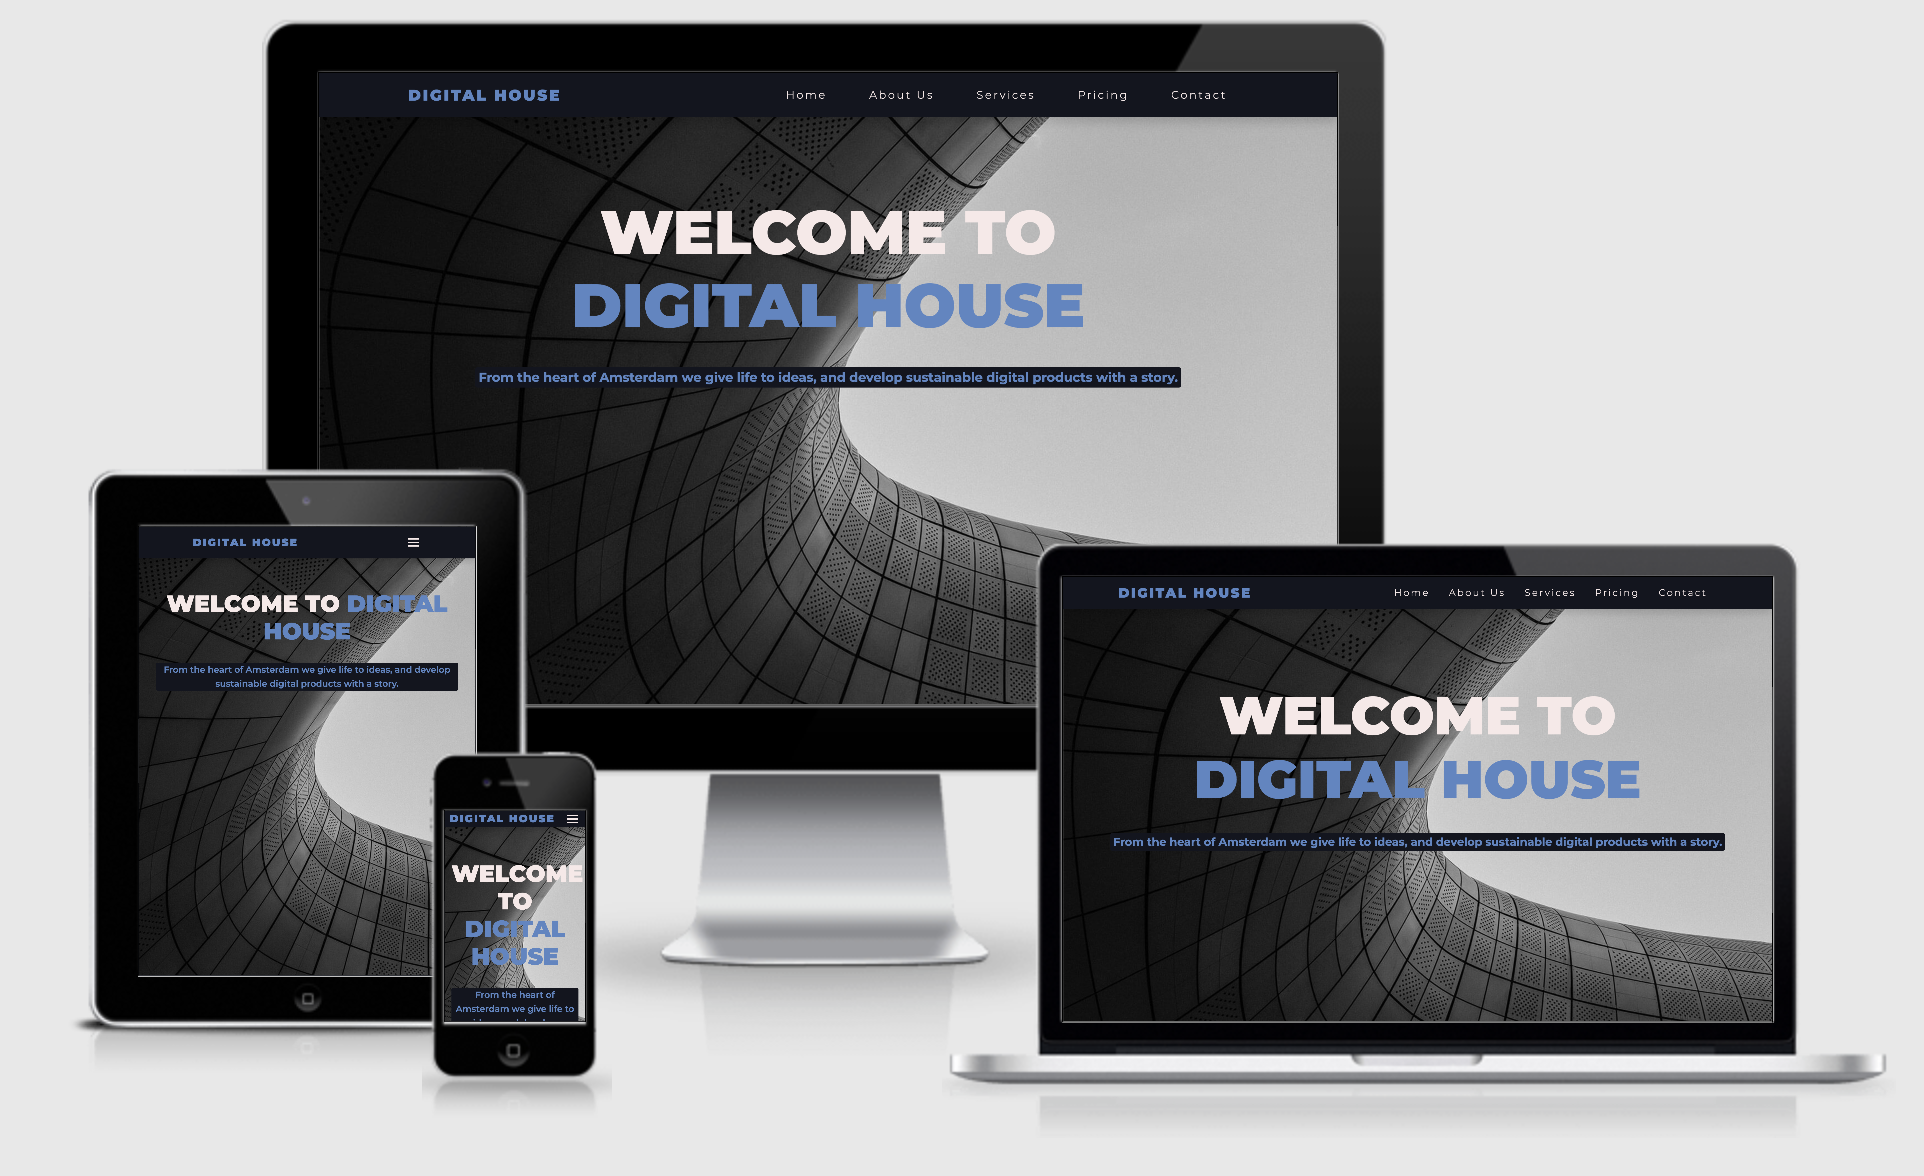 DIGITAL HOUSE
Home About Us Services Pricing Contact
WELCOME TO
DIGITAL HOUSE
From the heart of Amsterdam we give life to ideas, and develop sustainable digital products with a story.
DIGITAL HOUSE
WELCOME TO DIGITAL
HOUSE
From the heart of Amsterdam we give life to ideas, and develop
sustainable digital products with a story.
DIGITAL HOUSE
WELCOME
TO
DIGITAL
HOUSE
From the heart of
Amsterdam we give life to
DIGITAL HOUSE
Home About Us Services Pricing Contact
WELCOME TO
DIGITAL HOUSE
From the heart of Amsterdam we give life to ideas, and develop sustainable digital products with a story.